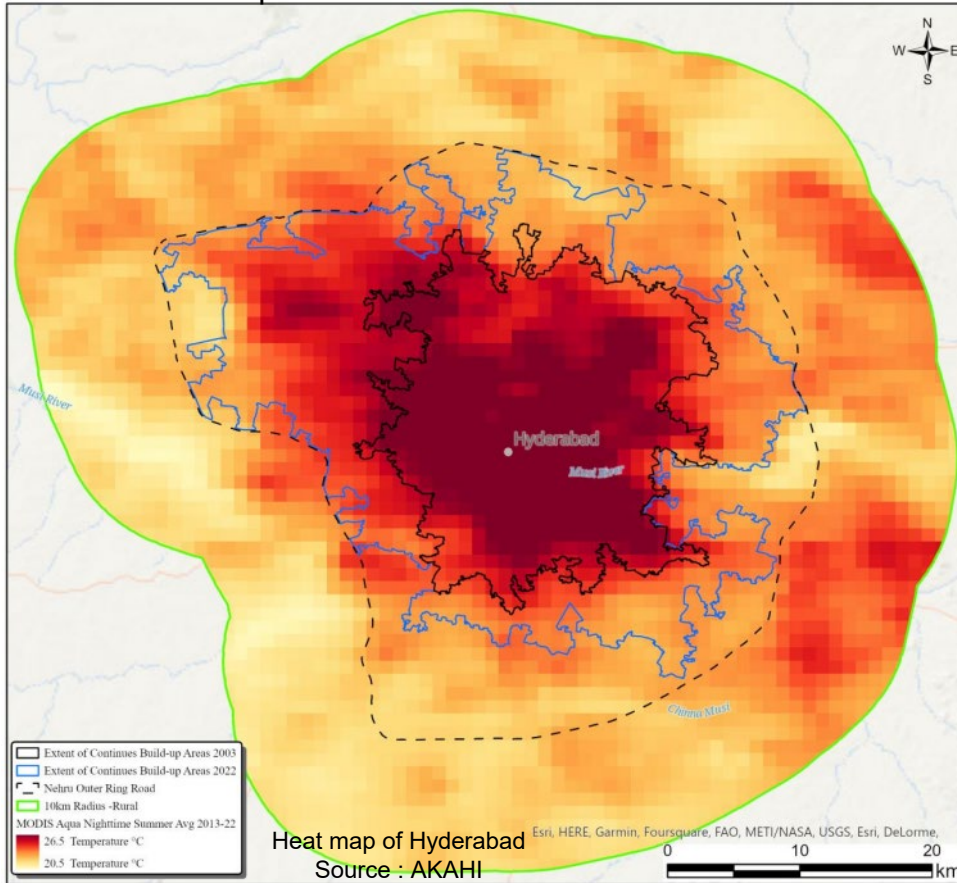 N
W E
S
Muxi River
Hyderabad
Musi River
Chinna Musi
Extent of Continues Build-up Areas 2003
Extent of Continues Build-up Areas 2022
Nehru Outer Ring Road
10km Radius -Rural
MODIS Aqua Nighttime Summer Avg 2013-22
26.5 Temperature °C
20.5 Temperature °C
Heat map of Hyderabad
Source : AKAHI
Esri, HERE, Garmin, Foursquare, FAO, METI/NASA, USGS, Esri, DeLorme,
0 10 20
km